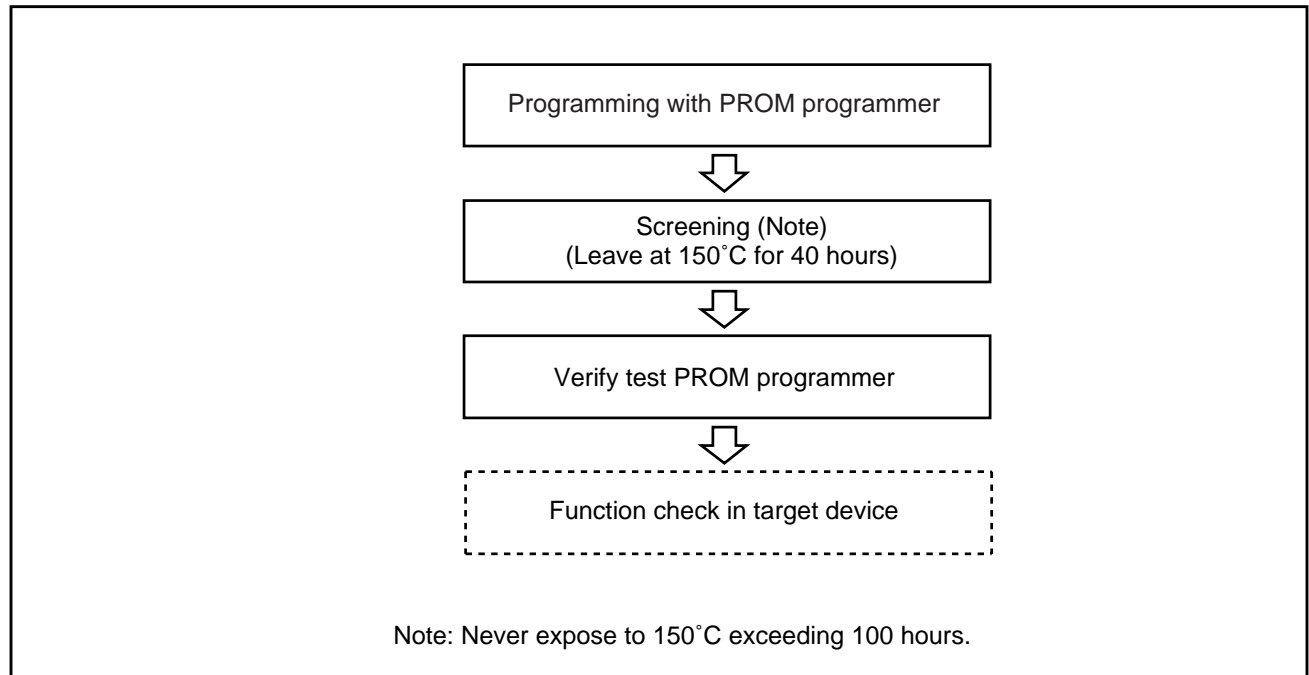 Programming with PROM programmer
Screening (Note)
(Leave at 150˚C for 40 hours)
Verify test PROM programmer
Function check in target device
Note: Never expose to 150˚C exceeding 100 hours.